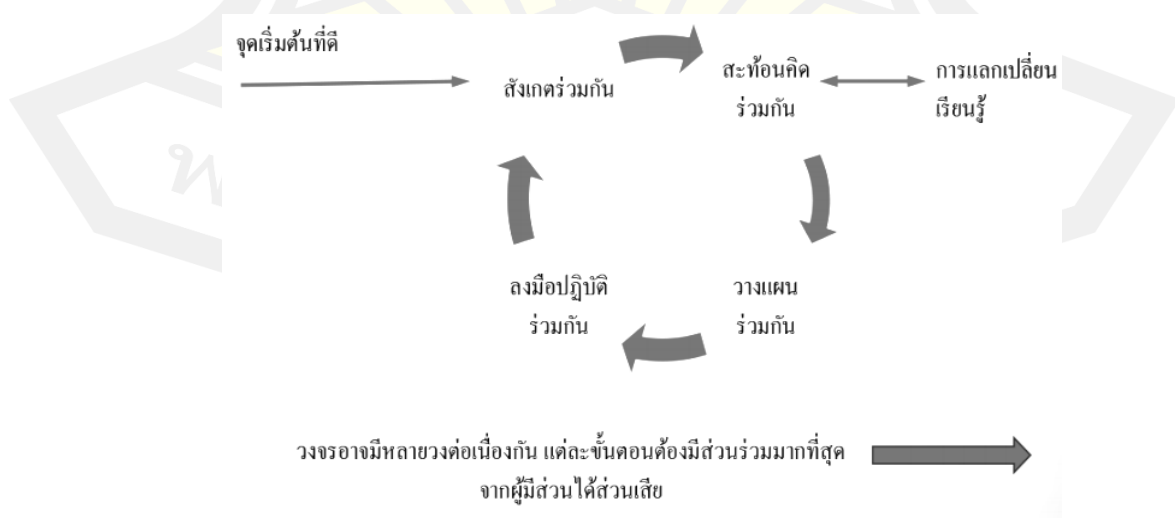 จุดเริ่มต้นที่ดี
สังเกตร่วมกัน
สะท้อนคิด
ร่วมกัน
การแลกเปลี่ยน
เรียนรู้
ลงมือปฏิบัติ
ร่วมกัน
วางแผน
ร่วมกัน
วงจรอาจมีหลายวงต่อเนื่องกัน แต่ละขั้นตอนต้องมีส่วนร่วมมากที่สุด
จากผู้มีส่วนได้ส่วนเสีย